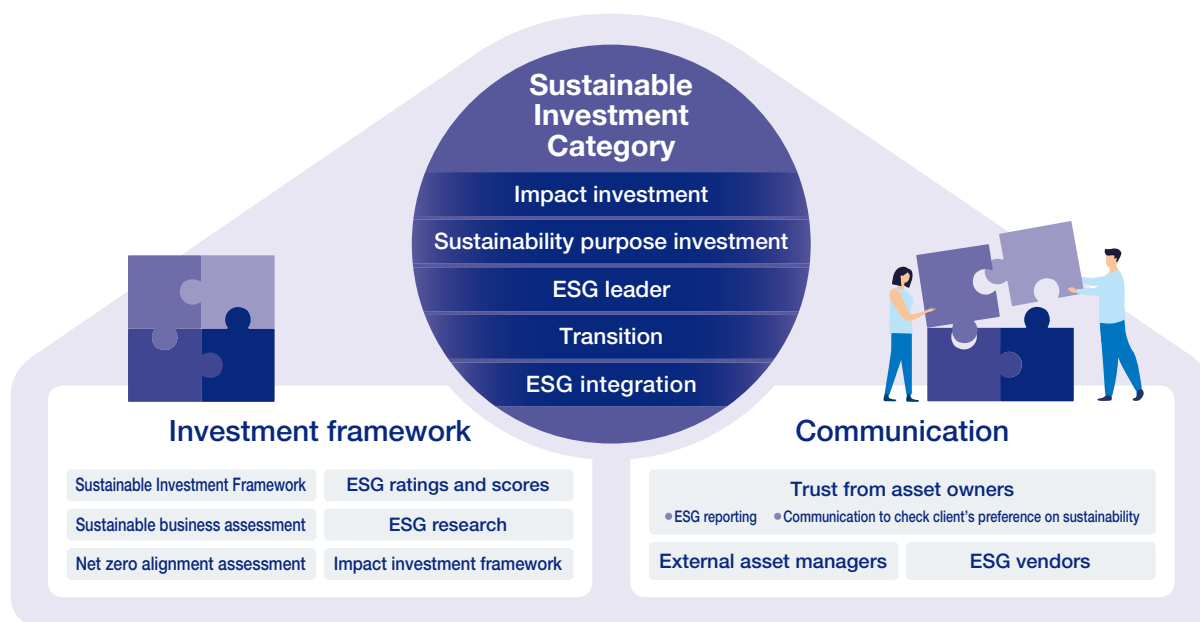 Sustainable
Investment
Category
Impact investment
Sustainability purpose investment
ESG leader
Transition
ESG integration
Investment framework
Sustainable Investment Framework
ESG ratings and scores
Sustainable business assessment
ESG research
Net zero alignment assessment
Impact investment framework
Communication
Trust from asset owners
•ESG reporting •Communication to check client's preference on sustainability
External asset managers
ESG vendors